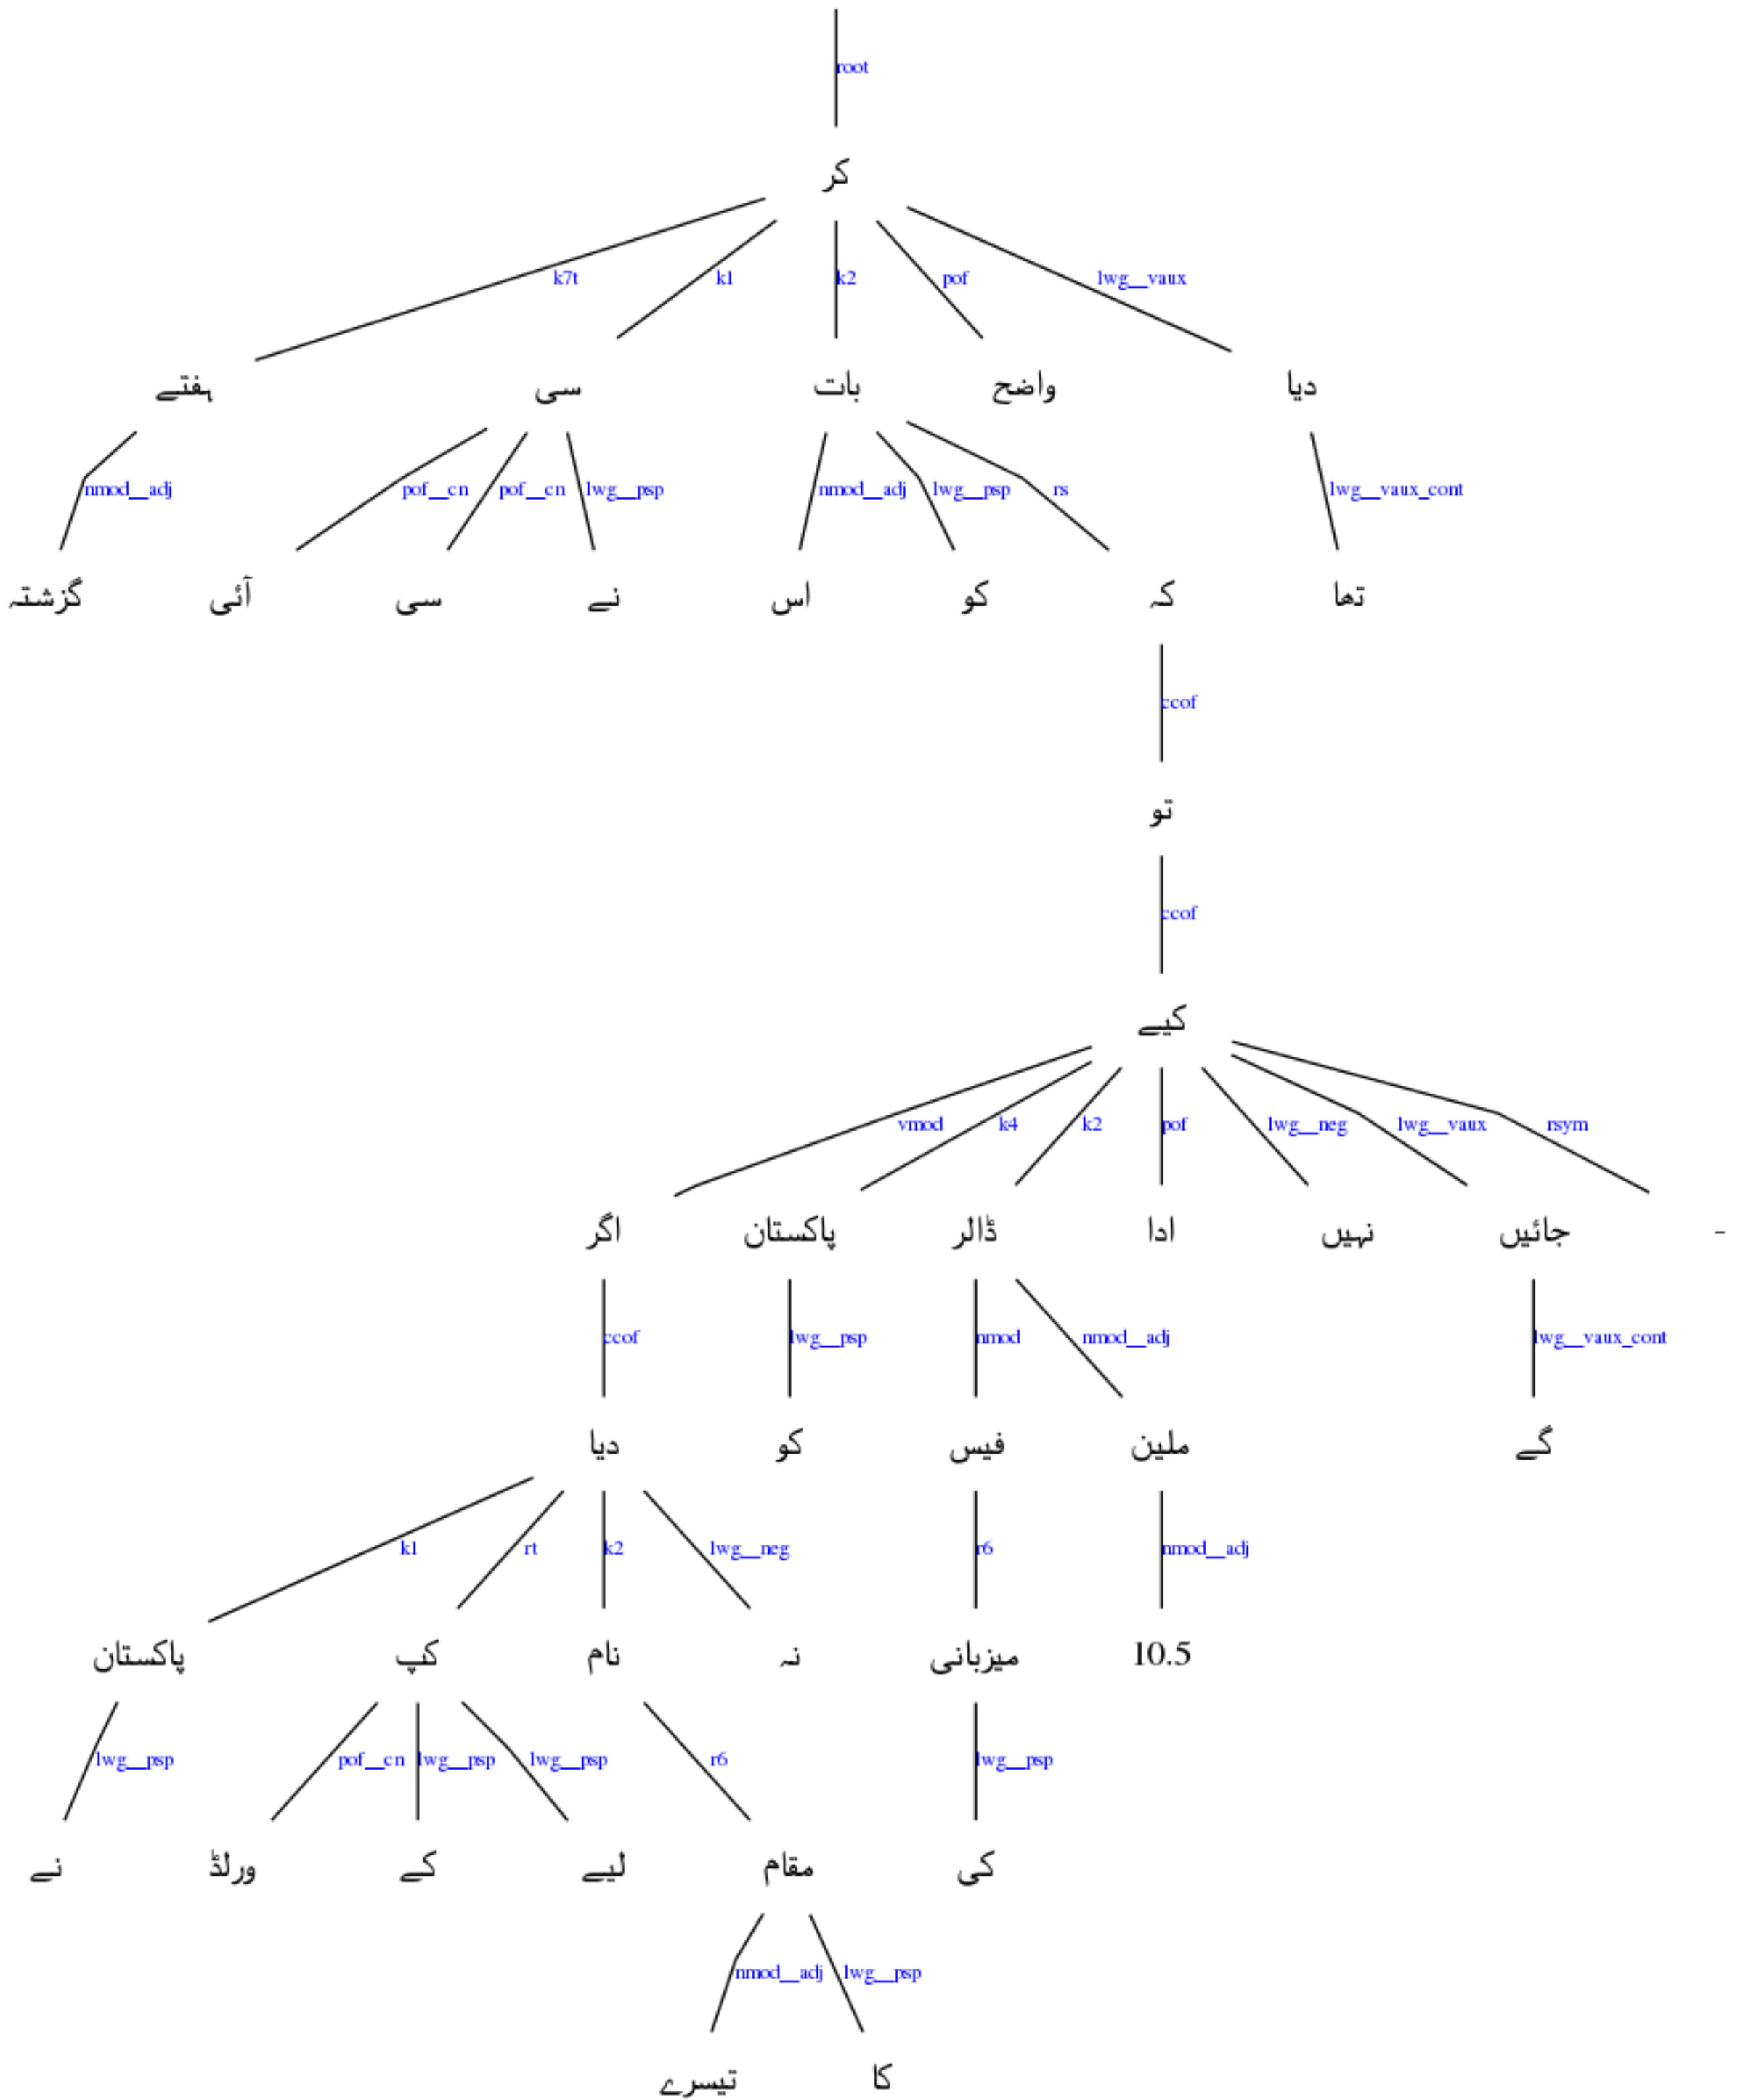 root
کر
k7t k1 k2 pof lwg__vaux
ہفتے سی بات واضح دیا
nmod__adj pof__cn pof__cn lwg__psp nmod__adj lwg__psp rs lwg__vaux_cont
گزشتہ آئی سی نے اس کو کہ تھا
ccof
تو
ccof
کیے
vmod k4 k2 pof lwg__neg lwg__vaux rsym
اگر پاکستان ڈالر ادا نہیں جائیں -
ccof lwg__psp nmod nmod__adj lwg__vaux_cont
دیا کو فیس ملین گے
k1 rt k2 lwg__neg r6 nmod__adj
پاکستان کپ نام نہ میزبانی 10.5
lwg__psp pof__cn lwg__psp lwg__psp r6 lwg__psp
نے ورلڈ کے لیے مقام کی
nmod__adj lwg__psp
تیسرے کا